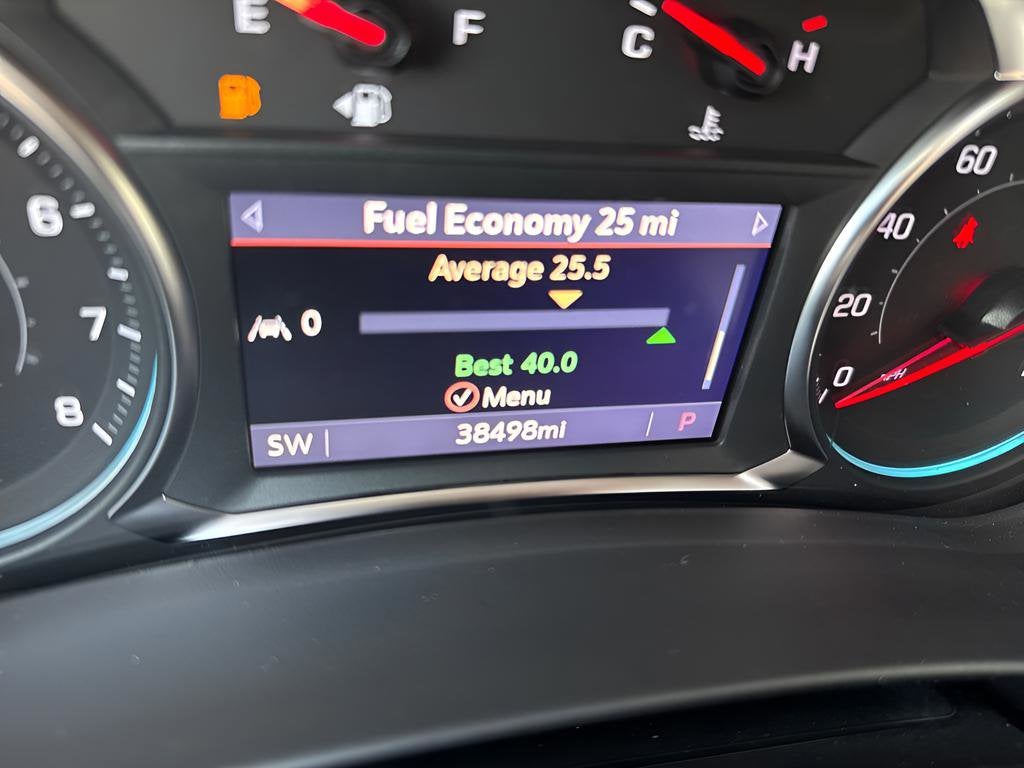 E F
C H
Fuel Economy 25 mi
Average 25.5
0
Best 40.0
Menu
SW 38498mi P
6
7
8
60
40
20
0
MPH